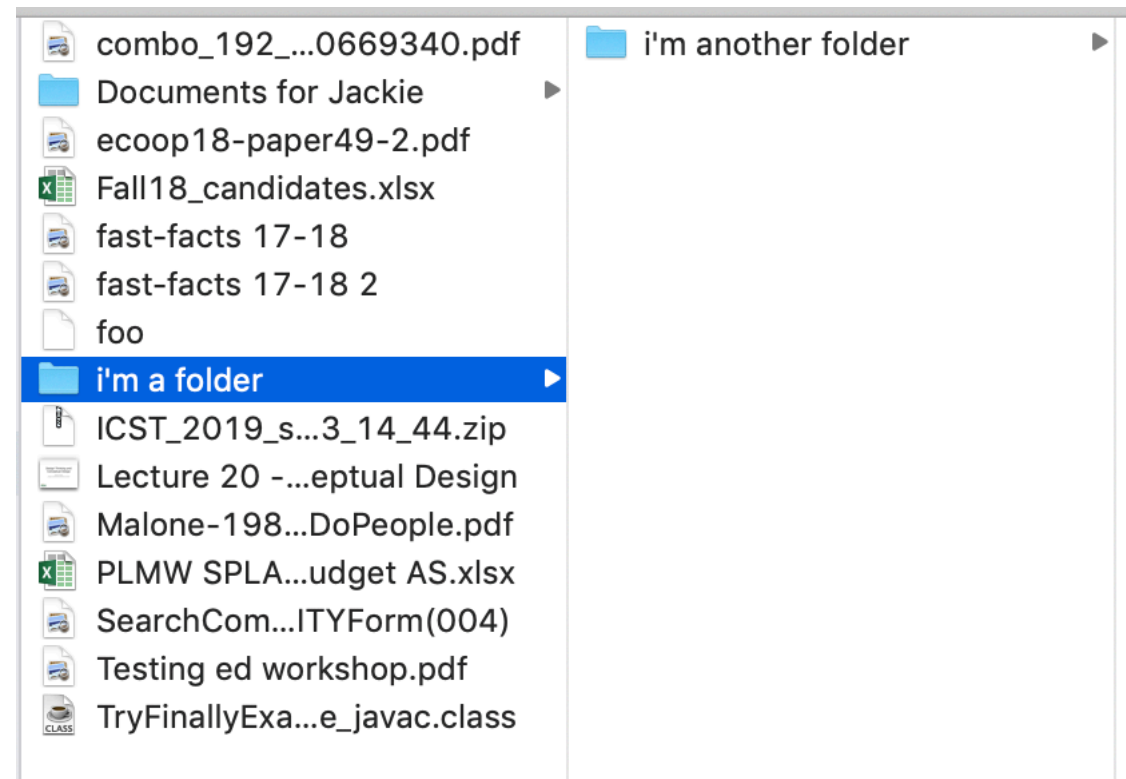 combo_192_...0669340.pdf
Documents for Jackie
ecoop18-paper49-2.pdf
Fall18_candidates.xlsx
fast-facts 17-18
fast-facts 17-18 2
foo
i'm a folder
ICST_2019_s...3_14_44.zip
Lecture 20 -...eptual Design
Malone-198...DoPeople.pdf
PLMW SPLA...udget AS.xlsx
SearchCom...ITYForm(004)
Testing ed workshop.pdf
CLASS
TryFinallyExa...e_javac.class
i'm another folder